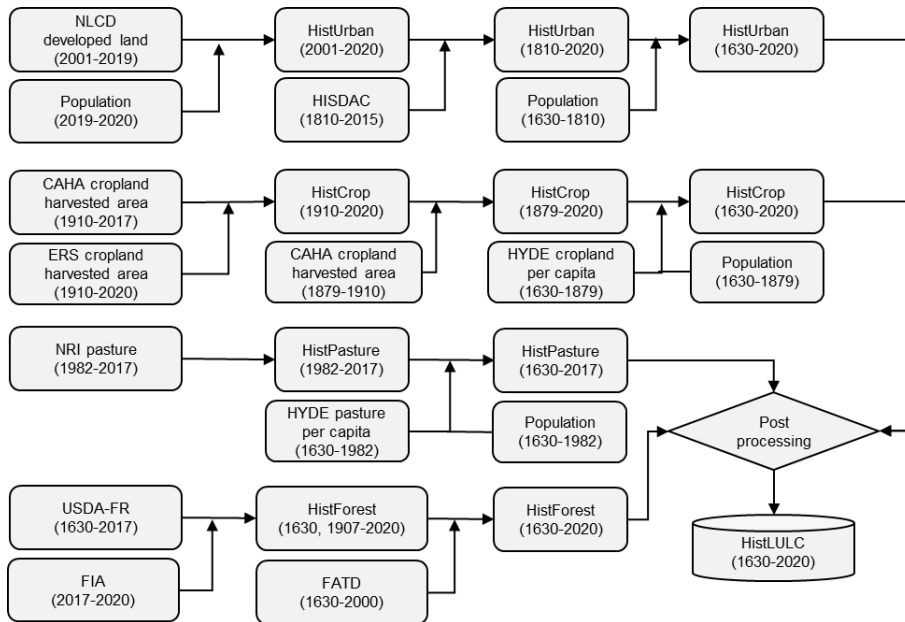 NLCD
developed land
(2001-2019)
HistUrban
(2001-2020)
HistUrban
(1810-2020)
HistUrban
(1630-2020)
Population
(2019-2020)
HISDAC
(1810-2015)
Population
(1630-1810)
CAHA cropland
harvested area
(1910-2017)
HistCrop
(1910-2020)
HistCrop
(1879-2020)
HistCrop
(1630-2020)
ERS cropland
harvested area
(1910-2020)
CAHA cropland
harvested area
(1879-1910)
HYDE cropland
per capita
(1630-1879)
Population
(1630-1879)
NRI pasture
(1982-2017)
HistPasture
(1982-2017)
HistPasture
(1630-2017)
HYDE pasture
per capita
(1630-1982)
Population
(1630-1982)
Post
processing
USDA-FR
(1630-2017)
HistForest
(1630, 1907-2020)
HistForest
(1630-2020)
HistLULC
(1630-2020)
FIA
(2017-2020)
FATD
(1630-2000)